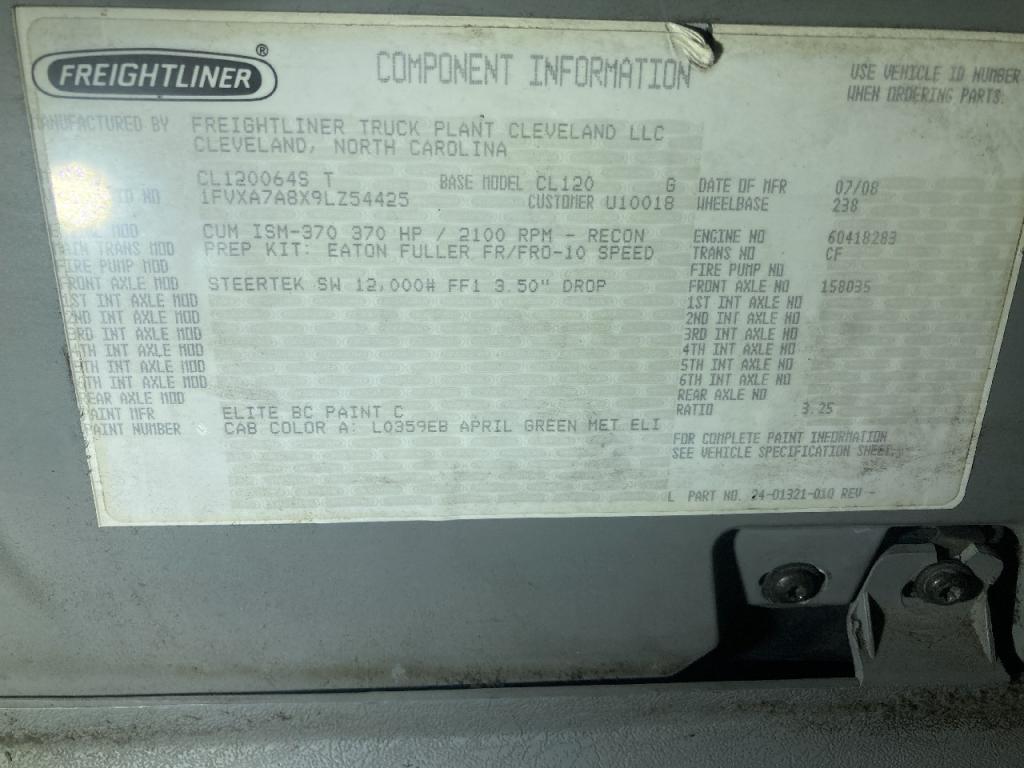 FREIGHTLINER ®
COMPONENT INFORMATION
USE VEHICLE ID NUMBER
WHEN ORDERING PARTS.
MANUFACTURED BY FREIGHTLINER TRUCK PLANT CLEVELAND LLC
CLEVELAND, NORTH CAROLINA
CL120064S T BASE MODEL CL120 G DATE OF MFR 07/08
ID NO 1FVXA7A8X9LZ54425 CUSTOMER U10018 WHEELBASE 238
MOD CUM ISM-370 370 HP / 2100 RPM - RECON ENGINE NO 60418283
MAIN TRANS MOD PREP KIT: EATON FULLER FR/FRO-10 SPEED TRANS NO CF
FIRE PUMP MOD FIRE PUMP NO
FRONT AXLE MOD STEERTEK SW 12,000# FF1 3.50" DROP FRONT AXLE NO 158035
1ST INT AXLE MOD 1ST INT AXLE NO
2ND INT AXLE MOD 2ND INT AXLE NO
3RD INT AXLE MOD 3RD INT AXLE NO
4TH INT AXLE MOD 4TH INT AXLE NO
5TH INT AXLE MOD 5TH INT AXLE NO
6TH INT AXLE MOD 6TH INT AXLE NO
REAR AXLE MOD REAR AXLE NO
PAINT MFR ELITE BC PAINT C RATIO 3.25
PAINT NUMBER CAB COLOR A: L0359EB APRIL GREEN MET ELI
FOR COMPLETE PAINT INFORMATION
SEE VEHICLE SPECIFICATION SHEET.
L PART NO. 24-01321-010 REV -